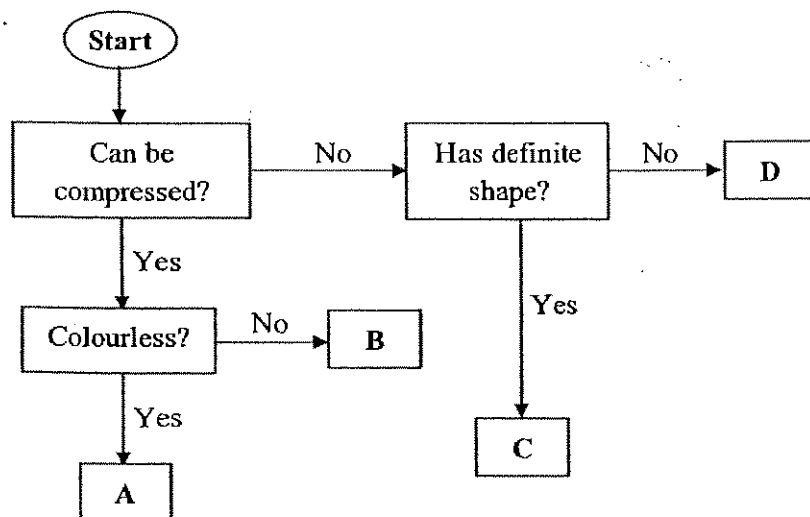 Start
Can be
compressed?
No
Has definite
shape?
No
D
Yes
Yes
Colourless?
No
B
Yes
C
A